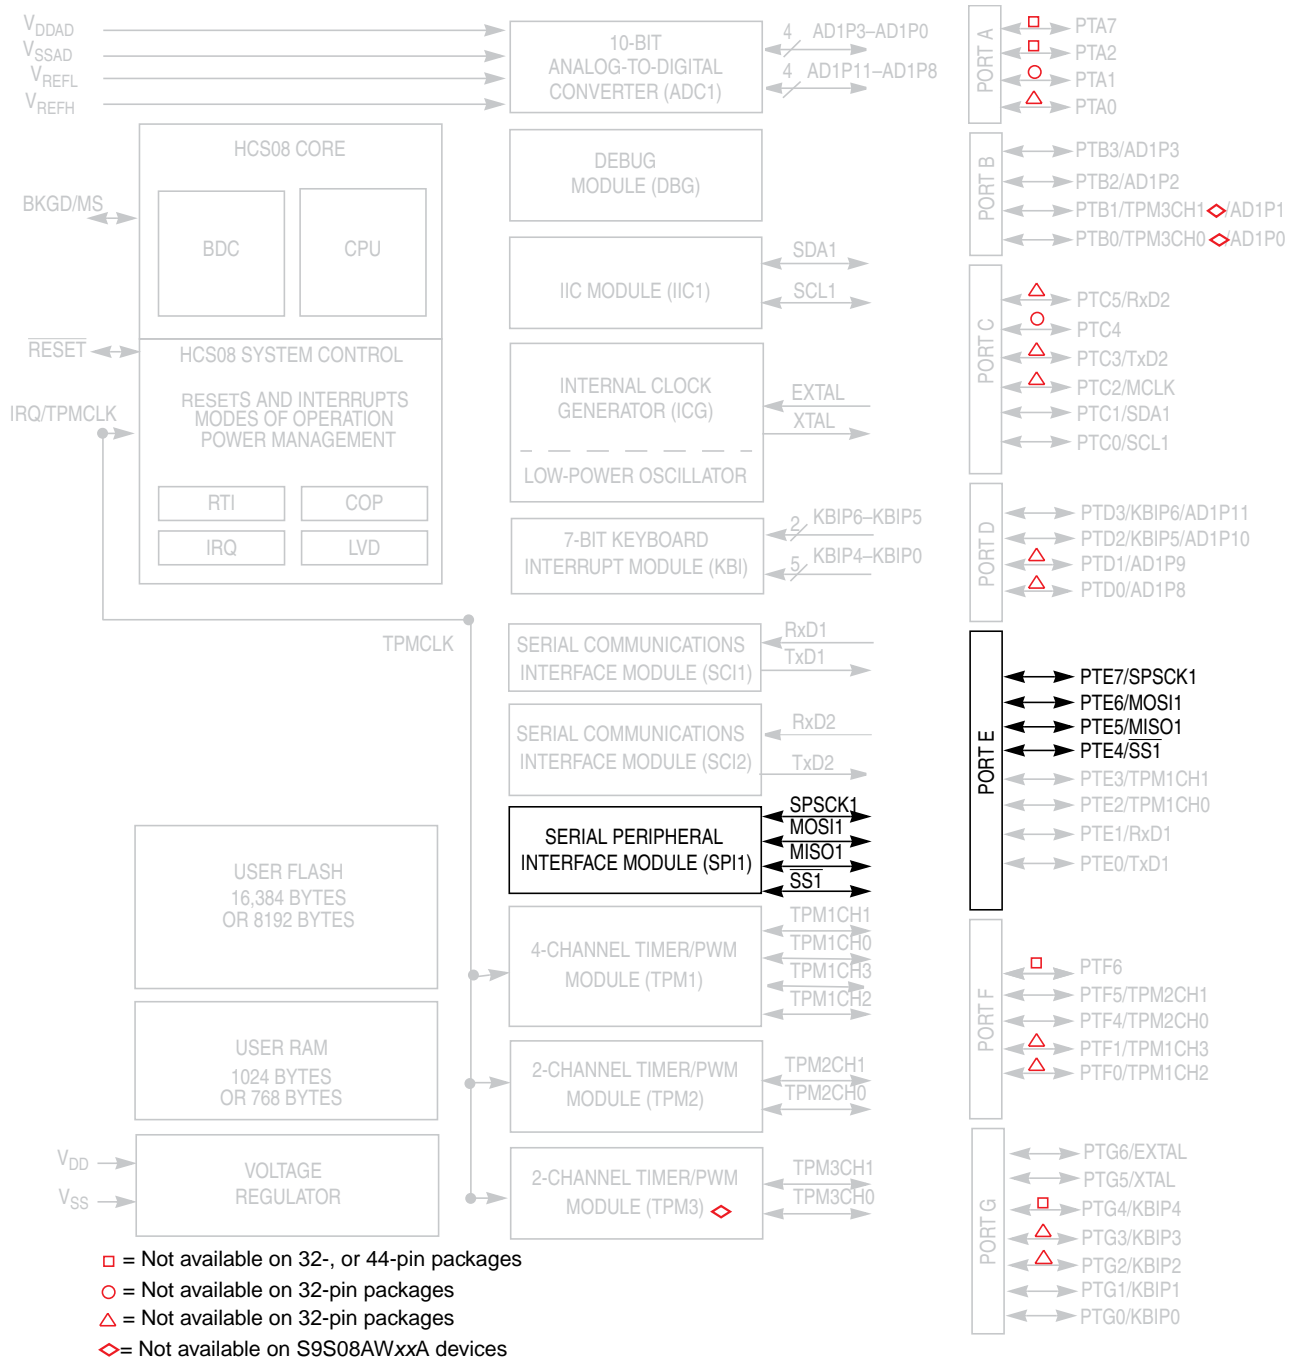 VDDAD
VSSAD
VREFL
VREFH
10-BIT
ANALOG-TO-DIGITAL
CONVERTER (ADC1)
4 AD1P3–AD1P0
4 AD1P11–AD1P8
HCS08 CORE
BDC
CPU
BKGD/MS
RESET
HCS08 SYSTEM CONTROL
RESETS AND INTERRUPTS
MODES OF OPERATION
POWER MANAGEMENT
IRQ/TPMCLK
RTI
COP
IRQ
LVD
TPMCLK
DEBUG
MODULE (DBG)
IIC MODULE (IIC1)
SDA1
SCL1
INTERNAL CLOCK
GENERATOR (ICG)
LOW-POWER OSCILLATOR
EXTAL
XTAL
7-BIT KEYBOARD
INTERRUPT MODULE (KBI)
2 KBIP6–KBIP5
5 KBIP4–KBIP0
SERIAL COMMUNICATIONS
INTERFACE MODULE (SCI1)
RxD1
TxD1
SERIAL COMMUNICATIONS
INTERFACE MODULE (SCI2)
RxD2
TxD2
SERIAL PERIPHERAL
INTERFACE MODULE (SPI1)
SPSCK1
MOSI1
MISO1
SS1
4-CHANNEL TIMER/PWM
MODULE (TPM1)
TPM1CH1
TPM1CH0
TPM1CH3
TPM1CH2
2-CHANNEL TIMER/PWM
MODULE (TPM2)
TPM2CH1
TPM2CH0
2-CHANNEL TIMER/PWM
MODULE (TPM3)
TPM3CH1
TPM3CH0
USER FLASH
16,384 BYTES
OR 8192 BYTES
USER RAM
1024 BYTES
OR 768 BYTES
VDD
VSS
VOLTAGE
REGULATOR
PORT A
PTA7
PTA2
PTA1
PTA0
PORT B
PTB3/AD1P3
PTB2/AD1P2
PTB1/TPM3CH1 /AD1P1
PTB0/TPM3CH0 /AD1P0
PORT C
PTC5/RxD2
PTC4
PTC3/TxD2
PTC2/MCLK
PTC1/SDA1
PTC0/SCL1
PORT D
PTD3/KBIP6/AD1P11
PTD2/KBIP5/AD1P10
PTD1/AD1P9
PTD0/AD1P8
PORT E
PTE7/SPSCK1
PTE6/MOSI1
PTE5/MISO1
PTE4/SS1
PTE3/TPM1CH1
PTE2/TPM1CH0
PTE1/RxD1
PTE0/TxD1
PORT F
PTF6
PTF5/TPM2CH1
PTF4/TPM2CH0
PTF1/TPM1CH3
PTF0/TPM1CH2
PORT G
PTG6/EXTAL
PTG5/XTAL
PTG4/KBIP4
PTG3/KBIP3
PTG2/KBIP2
PTG1/KBIP1
PTG0/KBIP0
= Not available on 32-, or 44-pin packages
= Not available on 32-pin packages
= Not available on 32-pin packages
= Not available on S9S08AWxxA devices